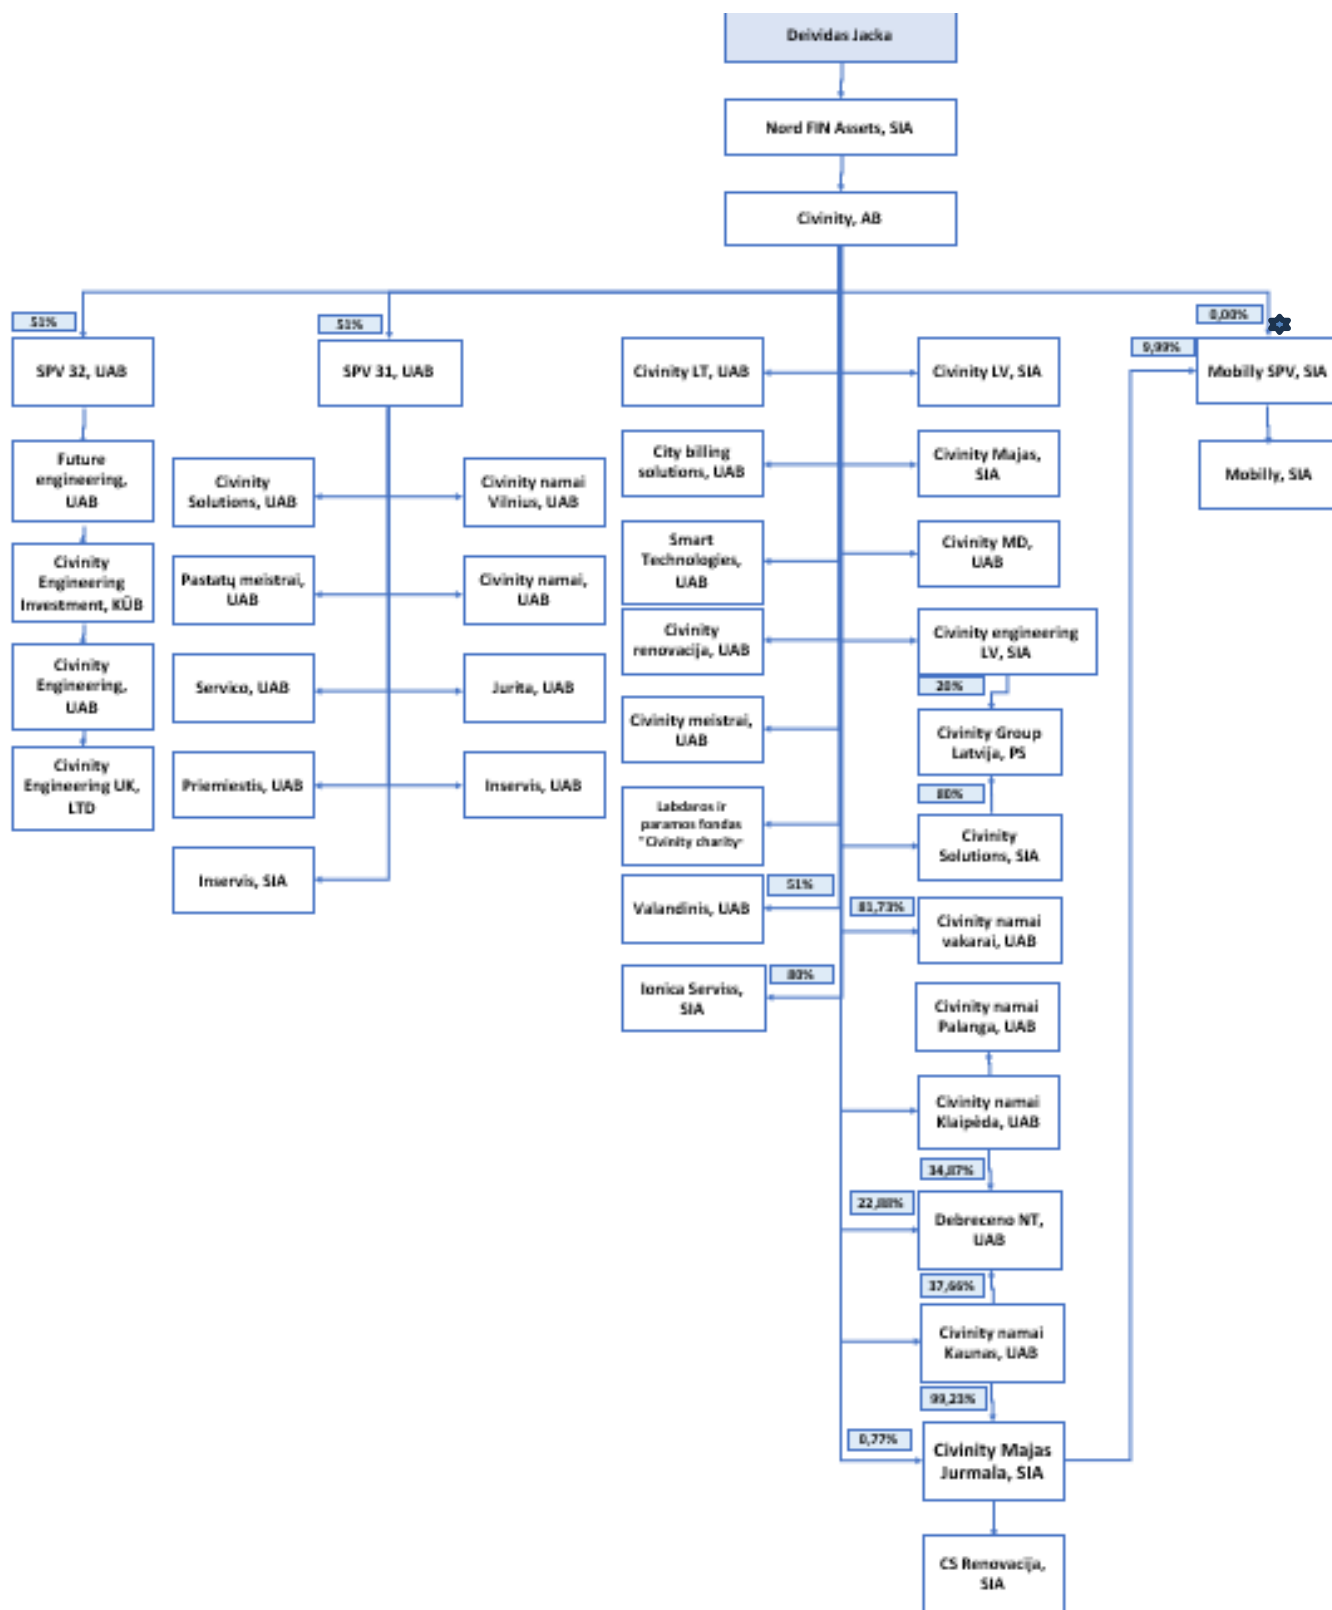 Deividas Jacka
Nord FIN Assets, SIA
Civinity, AB
51%
SPV 32, UAB
Future
engineering,
UAB
Civinity
Engineering
Investment, KŪB
Civinity
Engineering,
UAB
Civinity
Engineering UK,
LTD
51%
SPV 31, UAB
Civinity
Solutions, UAB
Civinity namai
Vilnius, UAB
Pastatų meistrai,
UAB
Civinity namai,
UAB
Servico, UAB
Jurita, UAB
Priemiestis, UAB
Inservis, UAB
Inservis, SIA
Civinity LT, UAB
City billing
solutions, UAB
Smart
Technologies,
UAB
Civinity
renovacija, UAB
Civinity meistrai,
UAB
Labdaros ir
paramos fondas
"Civinity charity"
51%
Valandinis, UAB
80%
Ionica Serviss,
SIA
Civinity LV, SIA
Civinity Majas,
SIA
Civinity MD,
UAB
Civinity engineering
LV, SIA
20%
Civinity Group
Latvija, PS
80%
Civinity
Solutions, SIA
81,73%
Civinity namai
vakarai, UAB
Civinity namai
Palanga, UAB
Civinity namai
Klaipėda, UAB
34,87%
22,88%
Debreceno NT,
UAB
37,66%
Civinity namai
Kaunas, UAB
99,23%
0,77%
Civinity Majas
Jurmala, SIA
CS Renovacija,
SIA
0,00%
9,99%
Mobilly SPV, SIA
Mobilly, SIA